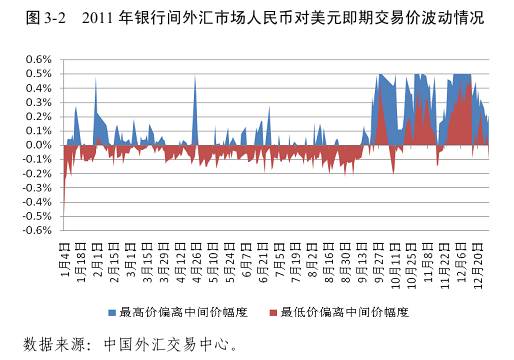 图 3-2 2011 年银行间外汇市场人民币对美元即期交易价波动情况
0.6%
0.5%
0.4%
0.3%
0.2%
0.1%
0.0%
-0.1%
-0.2%
-0.3%
-0.4%
-0.5%
-0.6%
1月4日
1月18日
2月1日
2月15日
3月1日
3月15日
3月29日
4月12日
4月26日
5月10日
5月24日
6月7日
6月21日
7月5日
7月19日
8月2日
8月16日
8月30日
9月13日
9月27日
10月11日
10月25日
11月8日
11月22日
12月6日
12月20日
最高价偏离中间价幅度 最低价偏离中间价幅度
数据来源：中国外汇交易中心。